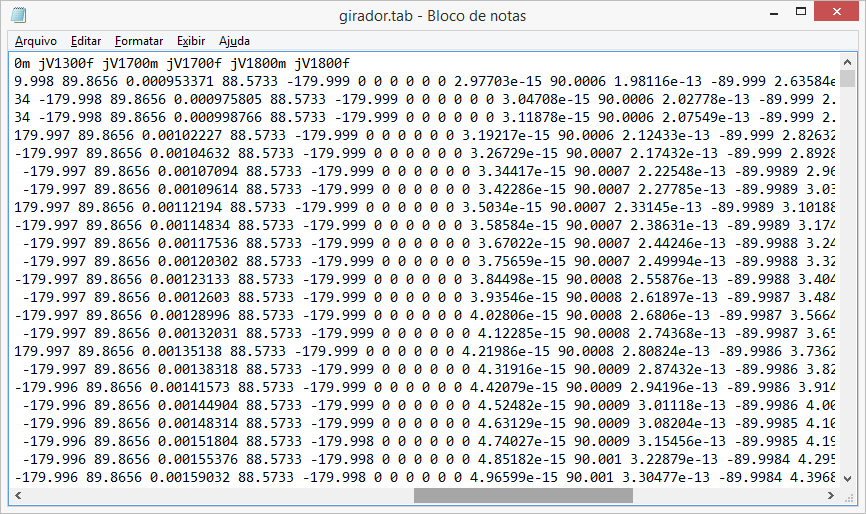 girador.tab - Bloco de notas
Arquivo Editar Formatar Exibir Ajuda
0m jV1300f jV1700m jV1700f jV1800m jV1800f
9.998 89.8656 0.000953371 88.5733 -179.999 0 0 0 0 0 0 2.97703e-15 90.0006 1.98116e-13 -89.999 2.63584e
34 -179.998 89.8656 0.000975805 88.5733 -179.999 0 0 0 0 0 0 3.04708e-15 90.0006 2.02778e-13 -89.999 2.
34 -179.998 89.8656 0.000998766 88.5733 -179.999 0 0 0 0 0 0 3.11878e-15 90.0006 2.07549e-13 -89.999 2.
179.997 89.8656 0.00102227 88.5733 -179.999 0 0 0 0 0 0 3.19217e-15 90.0006 2.12433e-13 -89.999 2.82632
-179.997 89.8656 0.00104632 88.5733 -179.999 0 0 0 0 0 0 3.26729e-15 90.0007 2.17432e-13 -89.999 2.8928
-179.997 89.8656 0.00107094 88.5733 -179.999 0 0 0 0 0 0 3.34417e-15 90.0007 2.22548e-13 -89.9989 2.96
-179.997 89.8656 0.00109614 88.5733 -179.999 0 0 0 0 0 0 3.42286e-15 90.0007 2.27785e-13 -89.9989 3.03
179.997 89.8656 0.00112194 88.5733 -179.999 0 0 0 0 0 0 3.5034e-15 90.0007 2.33145e-13 -89.9989 3.10188
-179.997 89.8656 0.00114834 88.5733 -179.999 0 0 0 0 0 0 3.58584e-15 90.0007 2.38631e-13 -89.9989 3.174
-179.997 89.8656 0.00117536 88.5733 -179.999 0 0 0 0 0 0 3.67022e-15 90.0007 2.44246e-13 -89.9988 3.24
-179.997 89.8656 0.00120302 88.5733 -179.999 0 0 0 0 0 0 3.75659e-15 90.0007 2.49994e-13 -89.9988 3.32
-179.997 89.8656 0.00123133 88.5733 -179.999 0 0 0 0 0 0 3.84498e-15 90.0008 2.55876e-13 -89.9988 3.404
-179.997 89.8656 0.0012603 88.5733 -179.999 0 0 0 0 0 0 3.93546e-15 90.0008 2.61897e-13 -89.9987 3.484
-179.997 89.8656 0.00128996 88.5733 -179.999 0 0 0 0 0 0 4.02806e-15 90.0008 2.6806e-13 -89.9987 3.5664
-179.997 89.8656 0.00132031 88.5733 -179.999 0 0 0 0 0 0 4.12285e-15 90.0008 2.74368e-13 -89.9987 3.65
179.997 89.8656 0.00135138 88.5733 -179.999 0 0 0 0 0 0 4.21986e-15 90.0008 2.80824e-13 -89.9986 3.7362
-179.997 89.8656 0.00138318 88.5733 -179.999 0 0 0 0 0 0 4.31916e-15 90.0009 2.87432e-13 -89.9986 3.82
-179.996 89.8656 0.00141573 88.5733 -179.999 0 0 0 0 0 0 4.42079e-15 90.0009 2.94196e-13 -89.9986 3.914
-179.996 89.8656 0.00144904 88.5733 -179.999 0 0 0 0 0 0 4.52482e-15 90.0009 3.01118e-13 -89.9985 4.00
-179.996 89.8656 0.00148314 88.5733 -179.999 0 0 0 0 0 0 4.63129e-15 90.0009 3.08204e-13 -89.9985 4.10
-179.996 89.8656 0.00151804 88.5733 -179.998 0 0 0 0 0 0 4.74027e-15 90.0009 3.15456e-13 -89.9985 4.19
-179.996 89.8656 0.00155376 88.5733 -179.998 0 0 0 0 0 0 4.85182e-15 90.001 3.22879e-13 -89.9984 4.295
-179.996 89.8656 0.00159032 88.5733 -179.998 0 0 0 0 0 0 4.96599e-15 90.001 3.30477e-13 -89.9984 4.3968